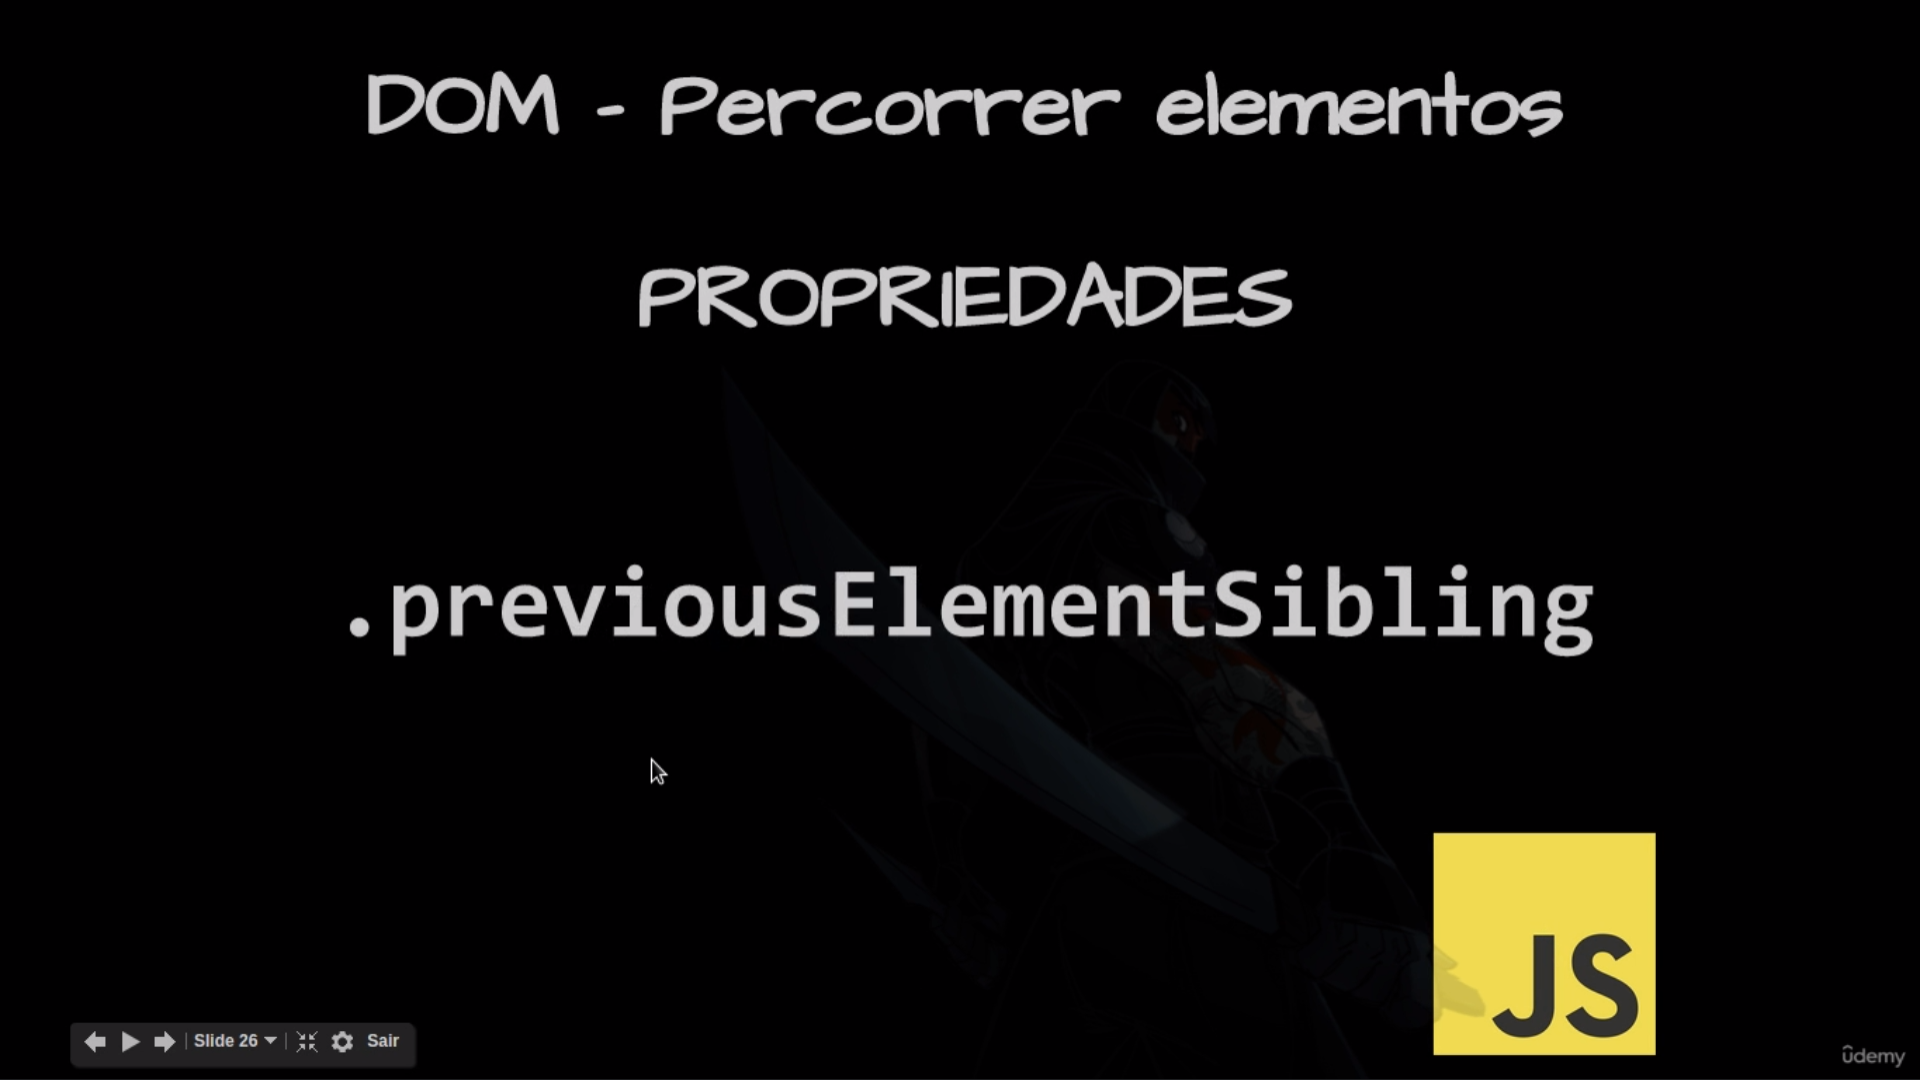 DOM - Percorrer elementos
PROPRIEDADES
.previousElementSibling
JS
Slide 26
Sair
ûdemy